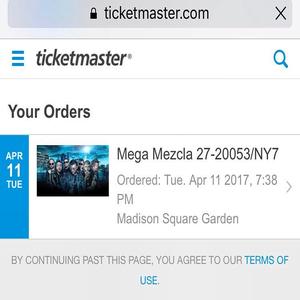 ticketmaster.com
ticketmaster®
Your Orders
APR
11
TUE
Mega Mezcla 27-20053/NY7
Ordered: Tue. Apr 11 2017, 7:38
PM
Madison Square Garden
BY CONTINUING PAST THIS PAGE, YOU AGREE TO OUR TERMS OF
USE.